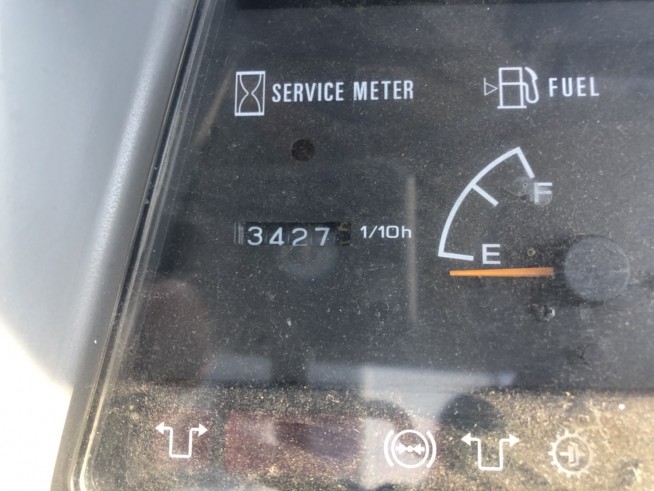 SERVICE METER
FUEL
3427 1/10h
F
E